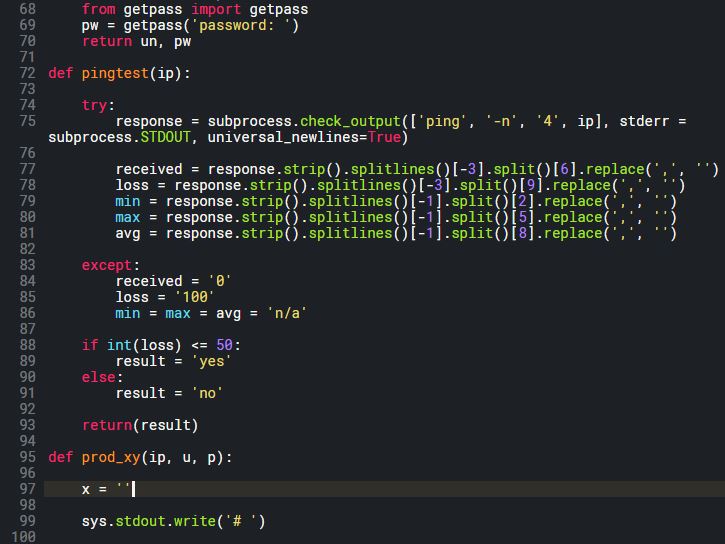 68     from getpass import getpass
69     pw = getpass('password: ')
70     return un, pw
71
72 def pingtest(ip):
73
74     try:
75         response = subprocess.check_output(['ping', '-n', '4', ip], stderr =
subprocess.STDOUT, universal_newlines=True)
76
77         received = response.strip().splitlines()[-3].split()[6].replace(',', '')
78         loss = response.strip().splitlines()[-3].split()[9].replace(',', '')
79         min = response.strip().splitlines()[-1].split()[2].replace(',', '')
80         max = response.strip().splitlines()[-1].split()[5].replace(',', '')
81         avg = response.strip().splitlines()[-1].split()[8].replace(',', '')
82
83     except:
84         received = '0'
85         loss = '100'
86         min = max = avg = 'n/a'
87
88     if int(loss) <= 50:
89         result = 'yes'
90     else:
91         result = 'no'
92
93     return(result)
94
95 def prod_xy(ip, u, p):
96
97     x = ''
98
99     sys.stdout.write('# ')
100